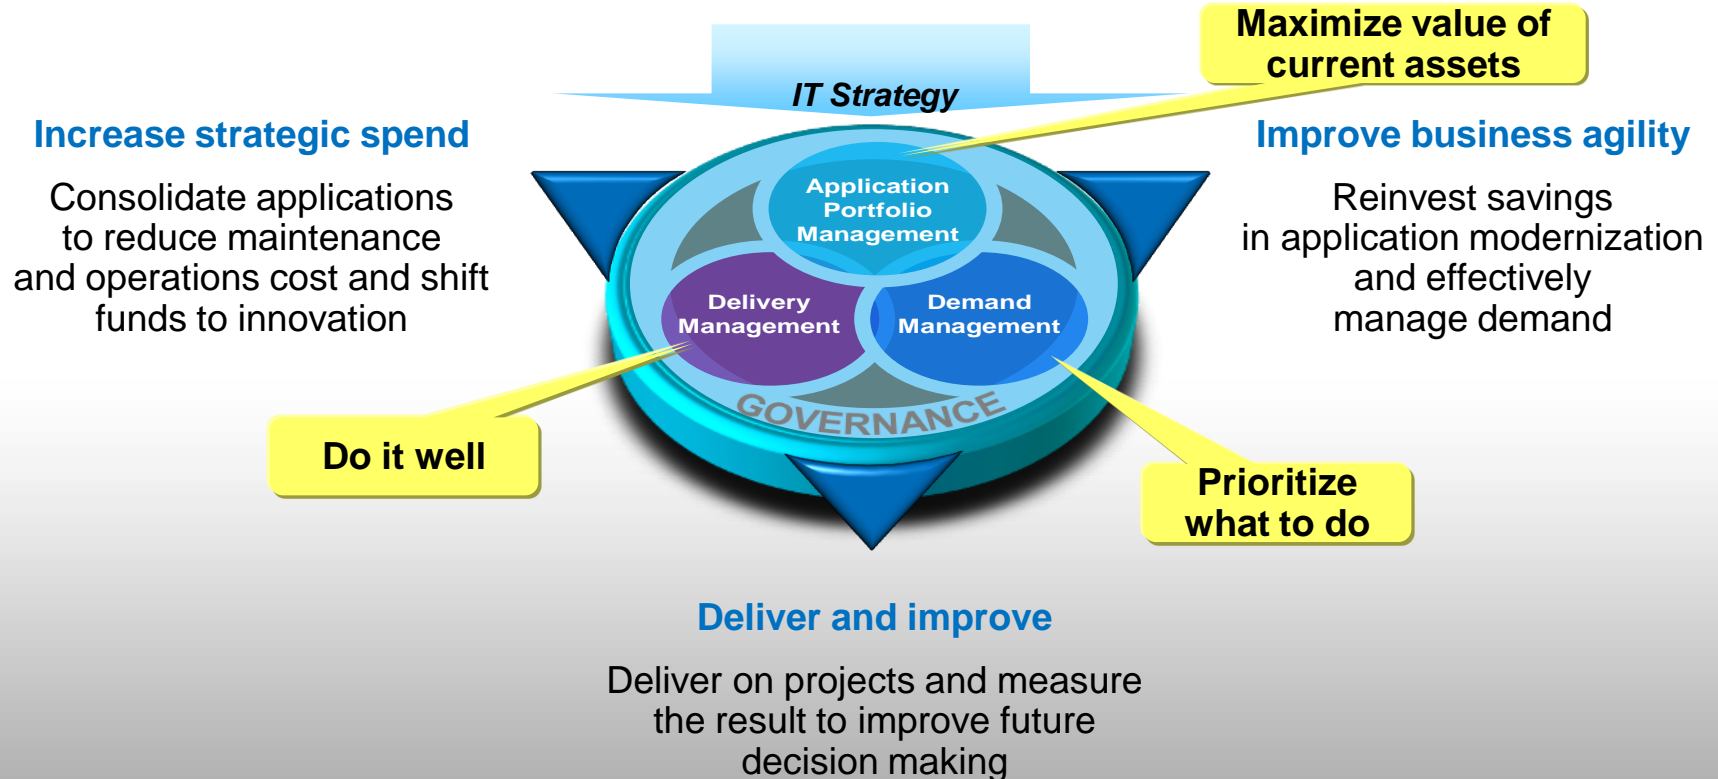 Maximize value of
current assets
IT Strategy
Increase strategic spend
Consolidate applications
to reduce maintenance
and operations cost and shift
funds to innovation
Improve business agility
Reinvest savings
in application modernization
and effectively
manage demand
Application
Portfolio
Management
Delivery
Management
Demand
Management
GOVERNANCE
Do it well
Prioritize
what to do
Deliver and improve
Deliver on projects and measure
the result to improve future
decision making